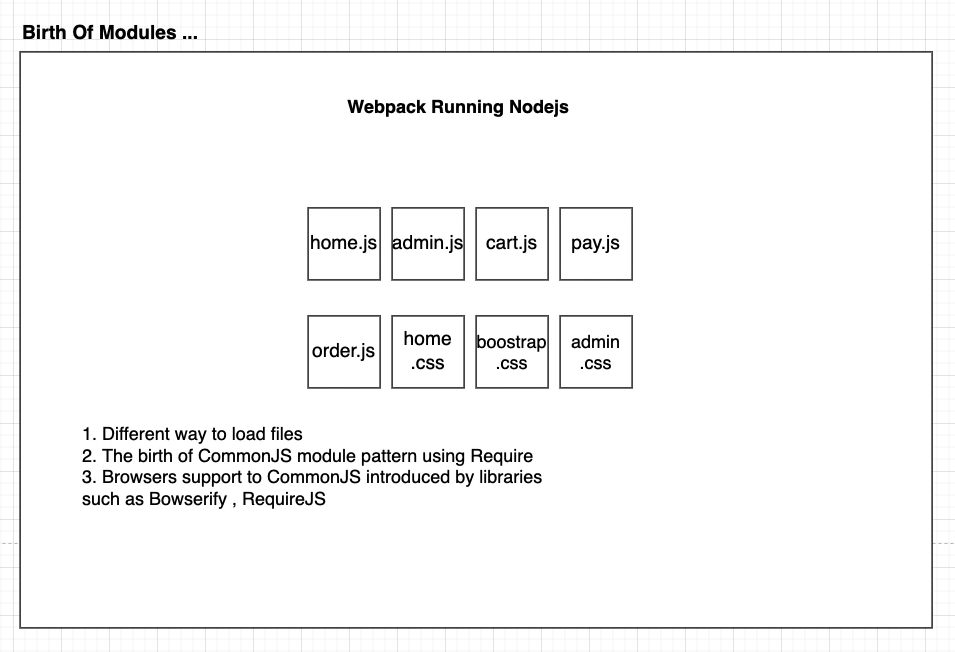 Birth Of Modules ...
Webpack Running Nodejs
home.js admin.js cart.js pay.js
order.js home .css boostrap .css admin .css
1. Different way to load files
2. The birth of CommonJS module pattern using Require
3. Browsers support to CommonJS introduced by libraries
such as Bowserify , RequireJS